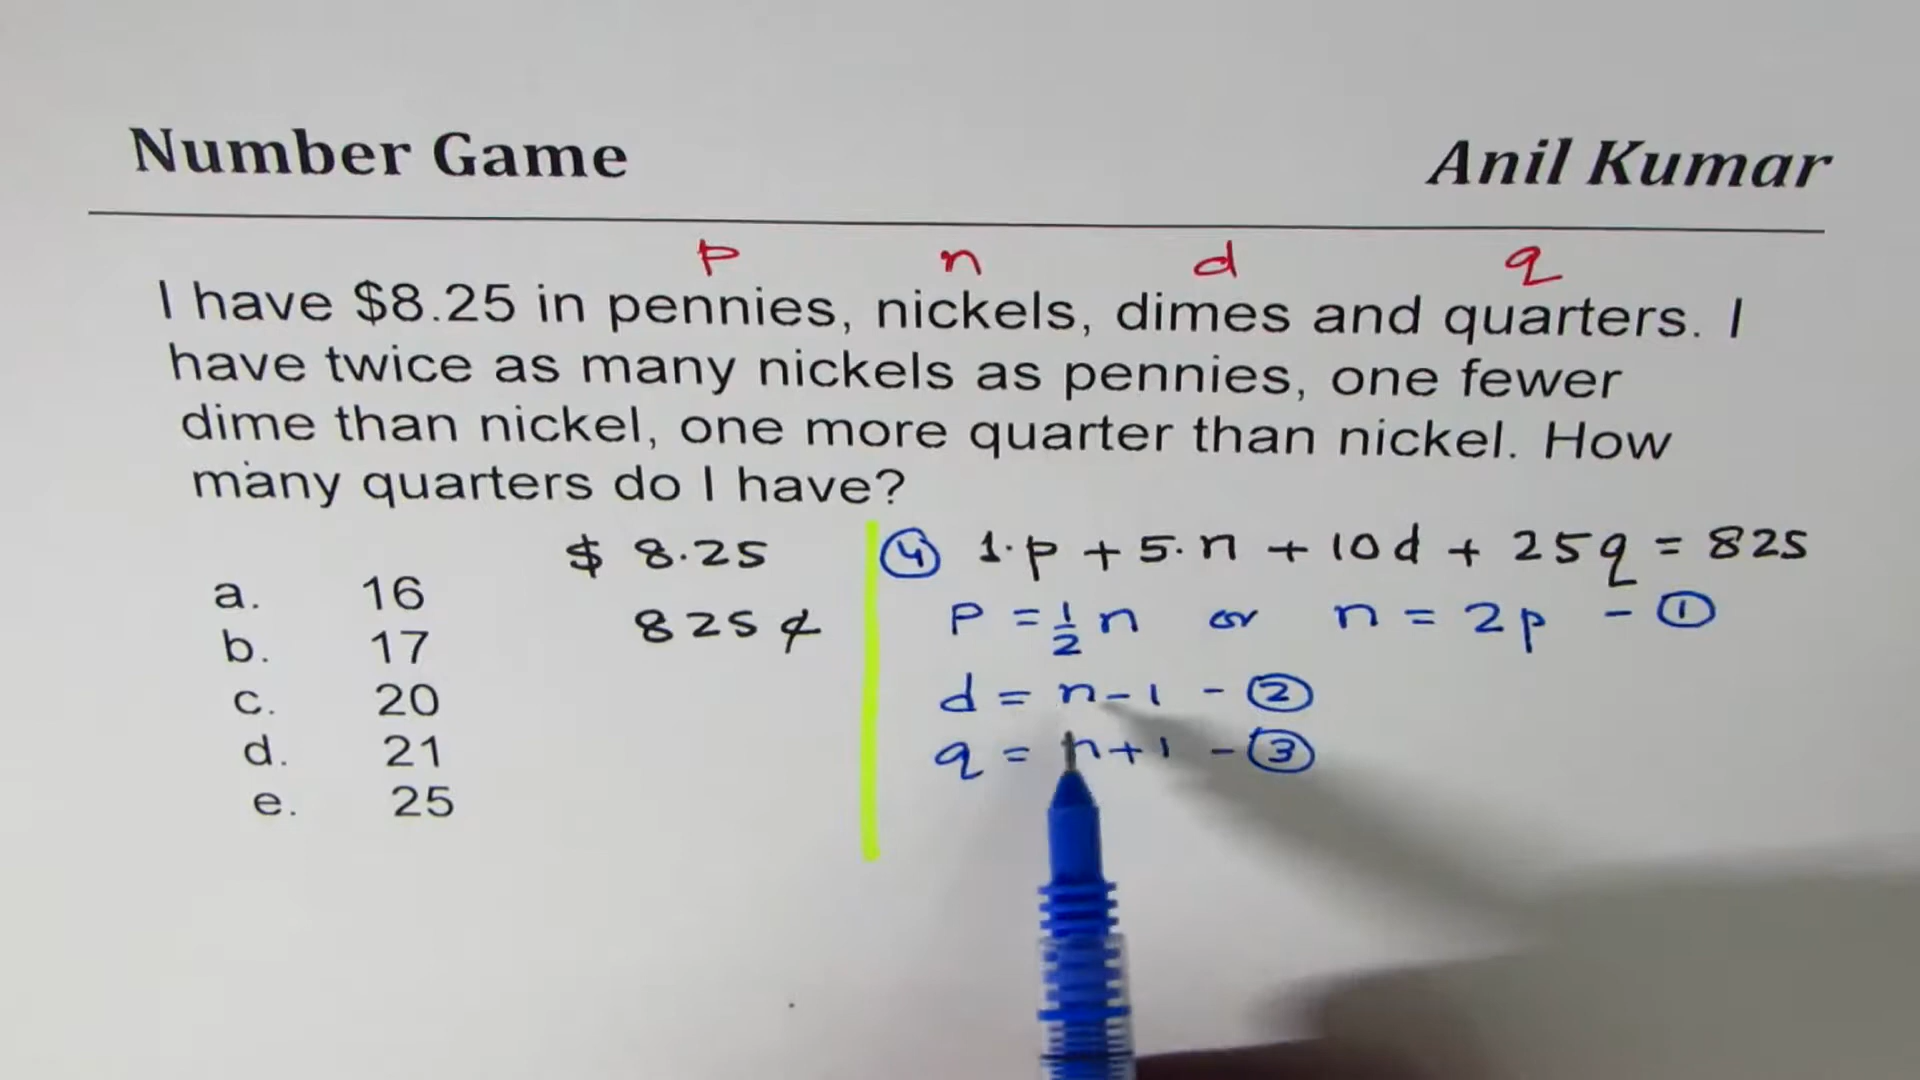 Number Game Anil Kumar
p n d q
I have $8.25 in pennies, nickels, dimes and quarters. I
have twice as many nickels as pennies, one fewer
dime than nickel, one more quarter than nickel. How
many quarters do I have?
$ 8.25
825 ¢
a. 16
b. 17
c. 20
d. 21
e. 25
④ 1·p + 5·n + 10d + 25q = 825
P = 1/2 n or n = 2p - ①
d = n-1 - ②
q = n+1 - ③